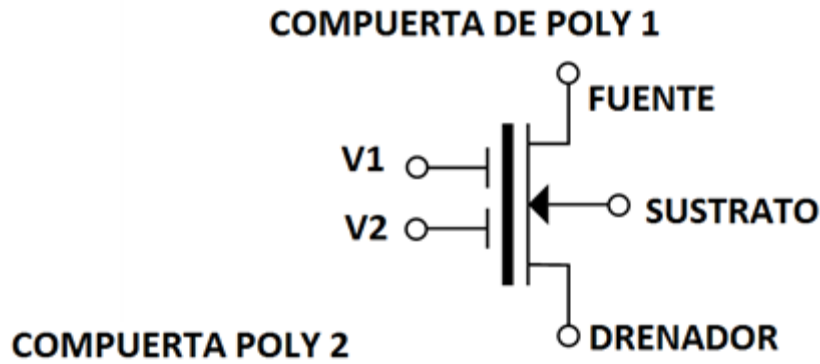 COMPUERTA DE POLY 1
FUENTE
V1
SUSTRATO
V2
COMPUERTA POLY 2
DRENADOR